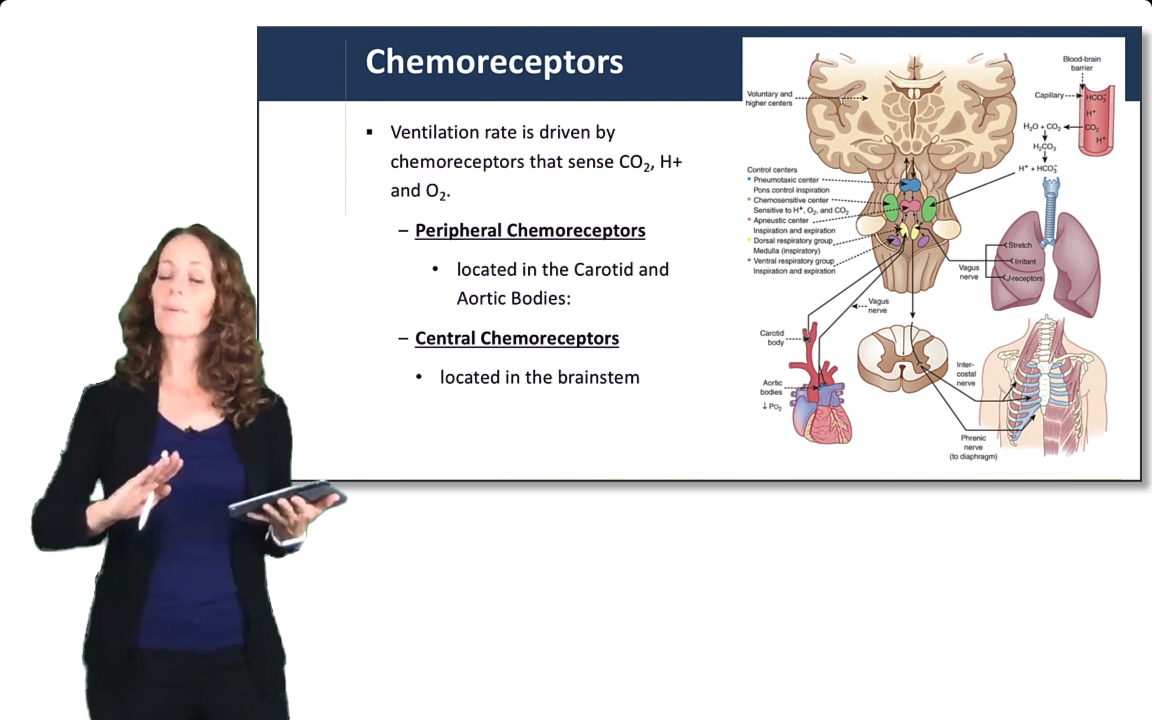 Chemoreceptors
▪ Ventilation rate is driven by
chemoreceptors that sense CO₂, H+
and O₂.
– Peripheral Chemoreceptors
• located in the Carotid and
Aortic Bodies:
– Central Chemoreceptors
• located in the brainstem
Voluntary and
higher centers
Control centers
• Pneumotaxic center
Pons control inspiration
• Chemosensitive center
Sensitive to H⁺, O₂, and CO₂
• Apneustic center
Inspiration and expiration
• Dorsal respiratory group
Medulla (inspiratory)
• Ventral respiratory group
Inspiration and expiration
Blood-brain
barrier
Capillary
HCO₃⁻
H⁺
H₂O + CO₂
CO₂
H⁺
H₂CO₃
H⁺ + HCO₃⁻
Stretch
Irritant
J-receptors
Vagus
nerve
Vagus
nerve
Carotid
body
Aortic
bodies
↓ PO₂
Inter-
costal
nerve
Phrenic
nerve
(to diaphragm)